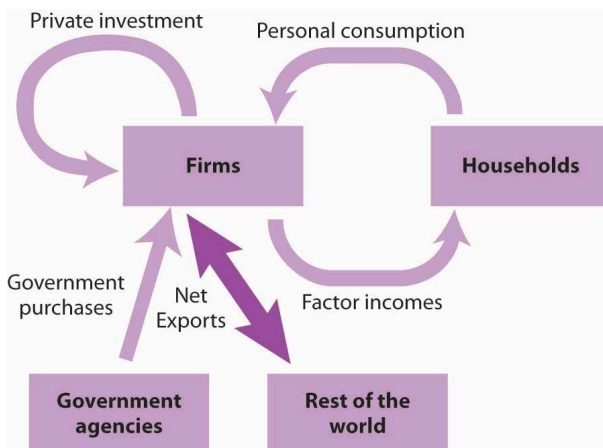 Private investment
Personal consumption
Firms
Households
Government
purchases
Net
Exports
Factor incomes
Government
agencies
Rest of the
world